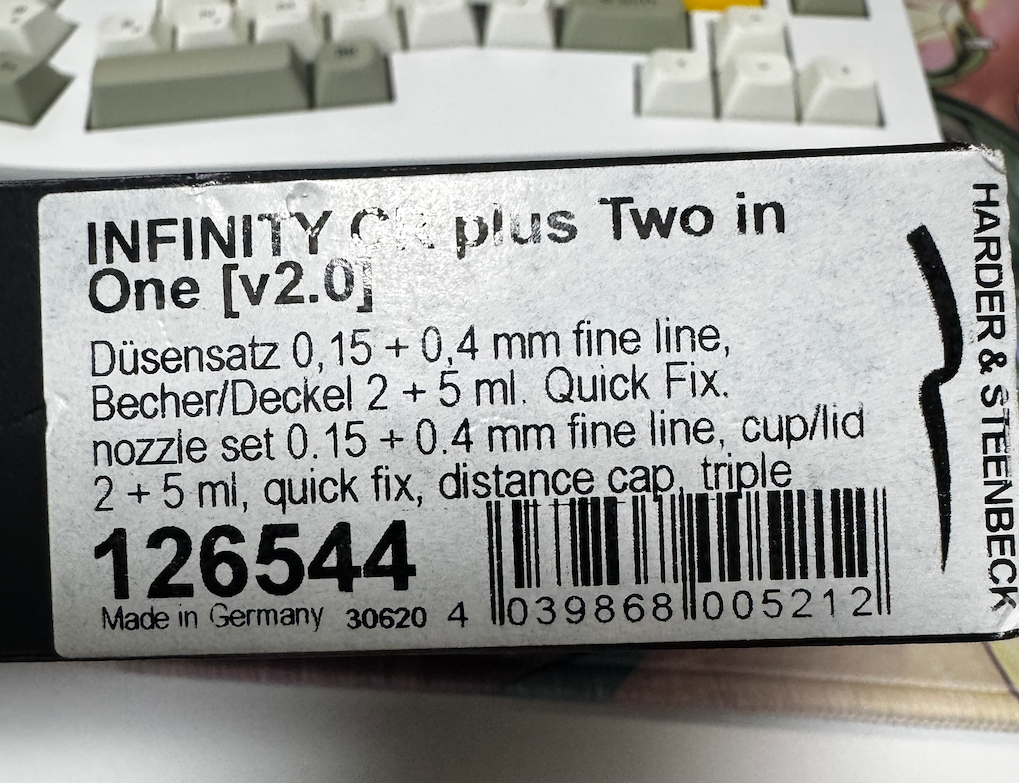 INFINITY CR plus Two in
One [v2.0]
Düsensatz 0,15 + 0,4 mm fine line,
Becher/Deckel 2 + 5 ml. Quick Fix.
nozzle set 0.15 + 0.4 mm fine line, cup/lid
2 + 5 ml, quick fix, distance cap, triple
126544
Made in Germany 30620 4 039868 005212
HARDER & STEENBECK